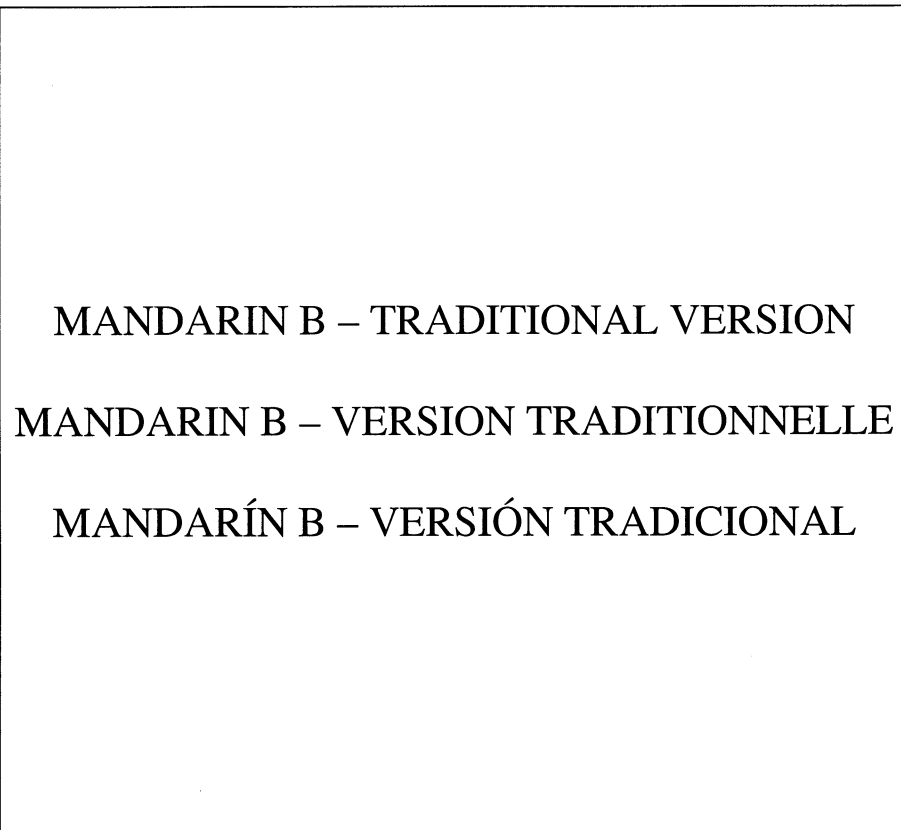 MANDARIN B – TRADITIONAL VERSION
MANDARIN B – VERSION TRADITIONNELLE
MANDARÍN B – VERSIÓN TRADICIONAL